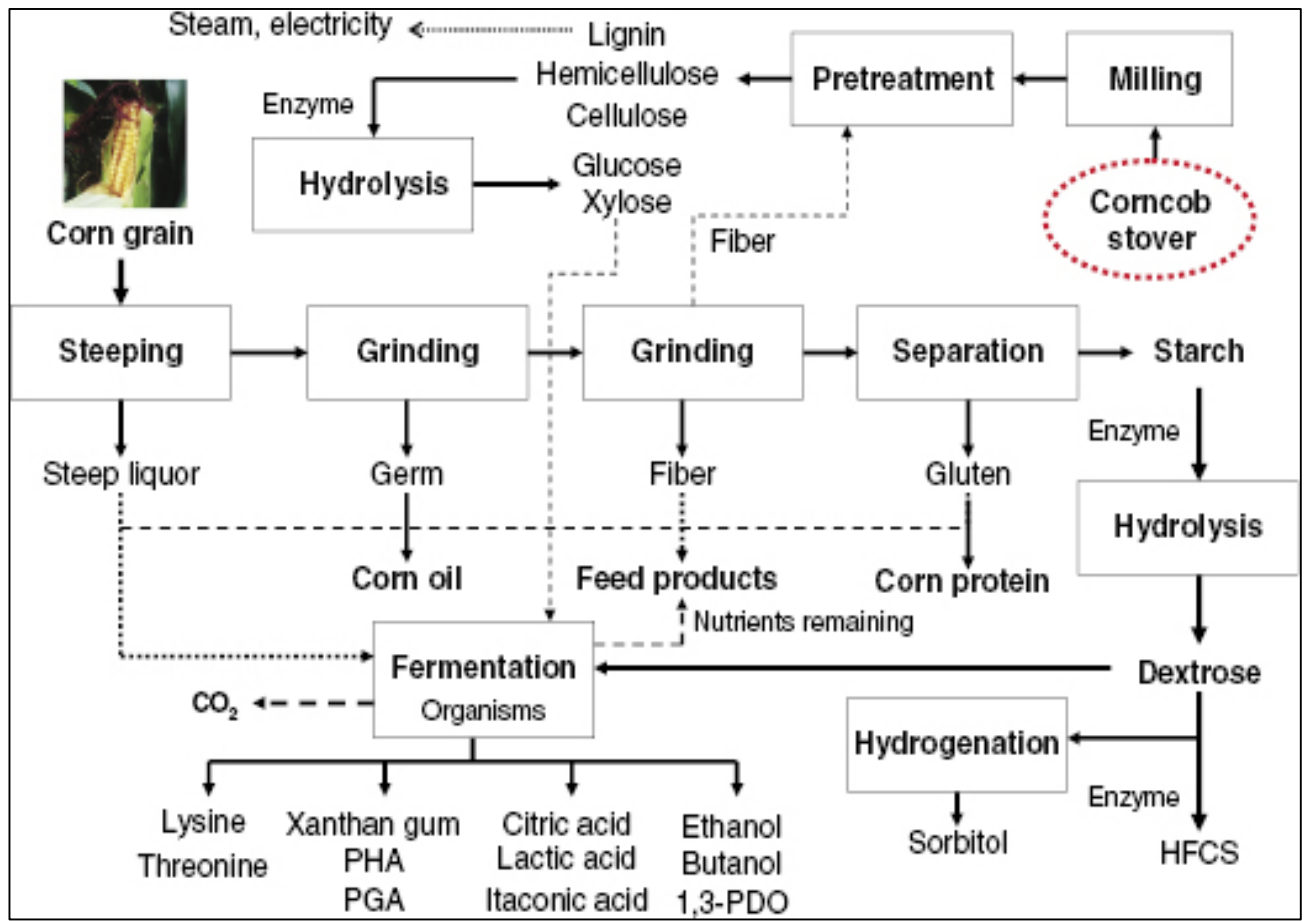 Steam, electricity
Lignin
Hemicellulose
Cellulose
Pretreatment
Milling
Enzyme
Hydrolysis
Glucose
Xylose
Corncob
stover
Fiber
Corn grain
Steeping
Grinding
Grinding
Separation
Starch
Enzyme
Steep liquor
Germ
Fiber
Gluten
Hydrolysis
Corn oil
Feed products
Corn protein
Nutrients remaining
Fermentation
Organisms
Dextrose
CO₂
Hydrogenation
Enzyme
Sorbitol
HFCS
Lysine
Threonine
Xanthan gum
PHA
PGA
Citric acid
Lactic acid
Itaconic acid
Ethanol
Butanol
1,3-PDO